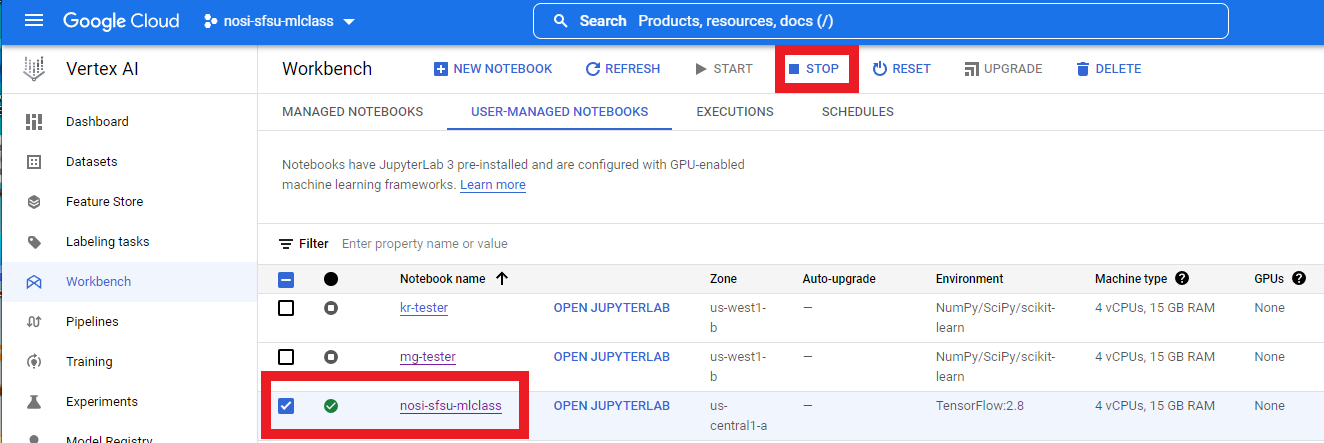 Google Cloud nosi-sfsu-mlclass Search Products, resources, docs (/)
Vertex AI
Workbench NEW NOTEBOOK REFRESH START STOP RESET UPGRADE DELETE
MANAGED NOTEBOOKS USER-MANAGED NOTEBOOKS EXECUTIONS SCHEDULES
Dashboard
Datasets
Feature Store
Labeling tasks
Workbench
Pipelines
Training
Experiments
Model Registry
Notebooks have JupyterLab 3 pre-installed and are configured with GPU-enabled
machine learning frameworks. Learn more
Filter Enter property name or value
Notebook name Zone Auto-upgrade Environment Machine type GPUs
kr-tester OPEN JUPYTERLAB us-west1- — NumPy/SciPy/scikit- 4 vCPUs, 15 GB RAM None
b learn
mg-tester OPEN JUPYTERLAB us-west1- — NumPy/SciPy/scikit- 4 vCPUs, 15 GB RAM None
b learn
nosi-sfsu-mlclass OPEN JUPYTERLAB us- — TensorFlow:2.8 4 vCPUs, 15 GB RAM None
central1-a